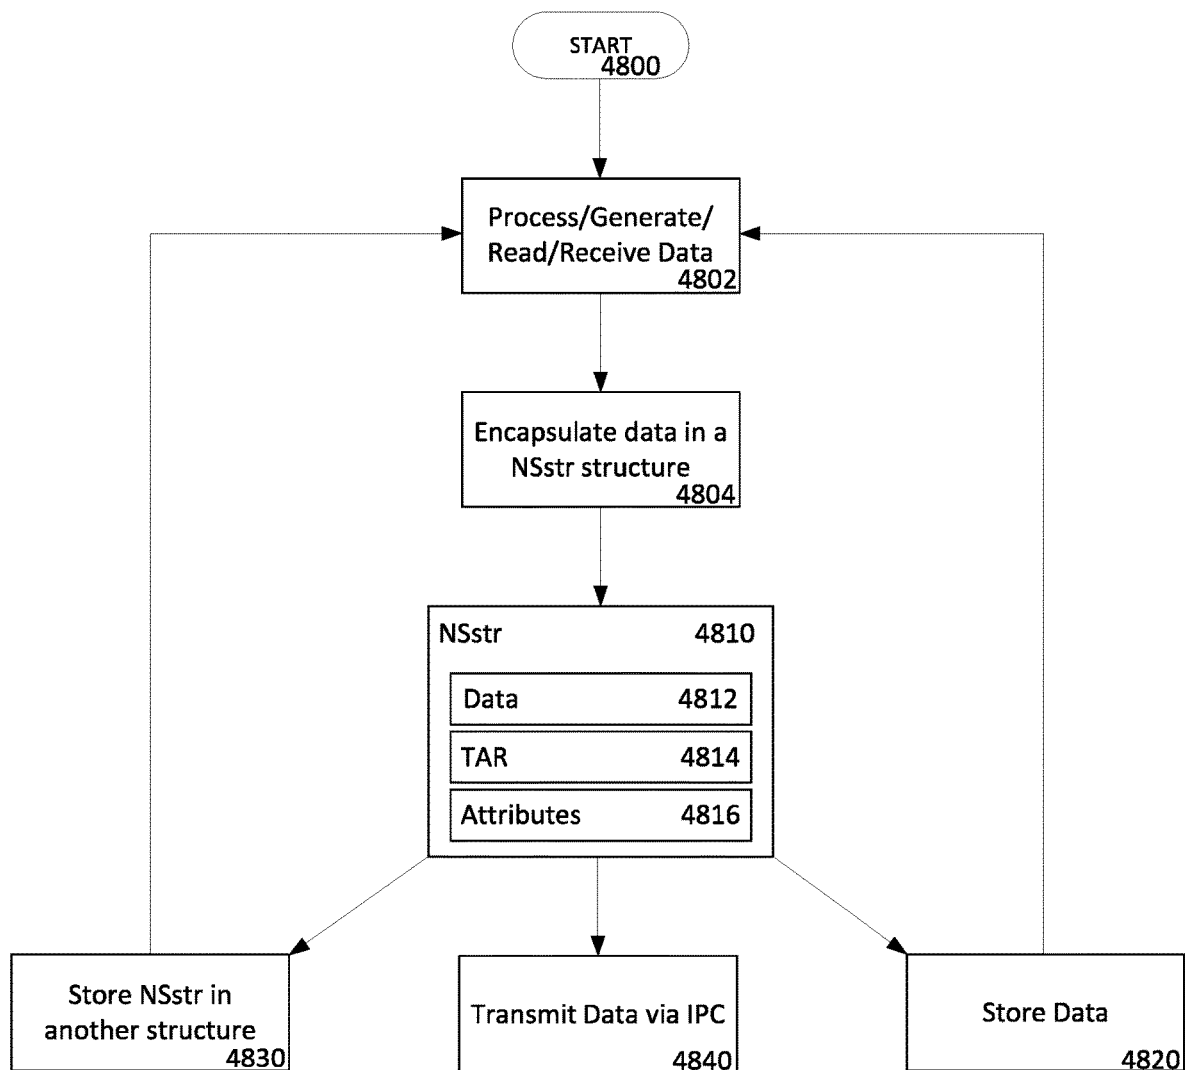 START
4800
Process/Generate/
Read/Receive Data
4802
Encapsulate data in a
NSstr structure
4804
NSstr 4810
Data 4812
TAR 4814
Attributes 4816
Store NSstr in
another structure
4830
Transmit Data via IPC
4840
Store Data
4820